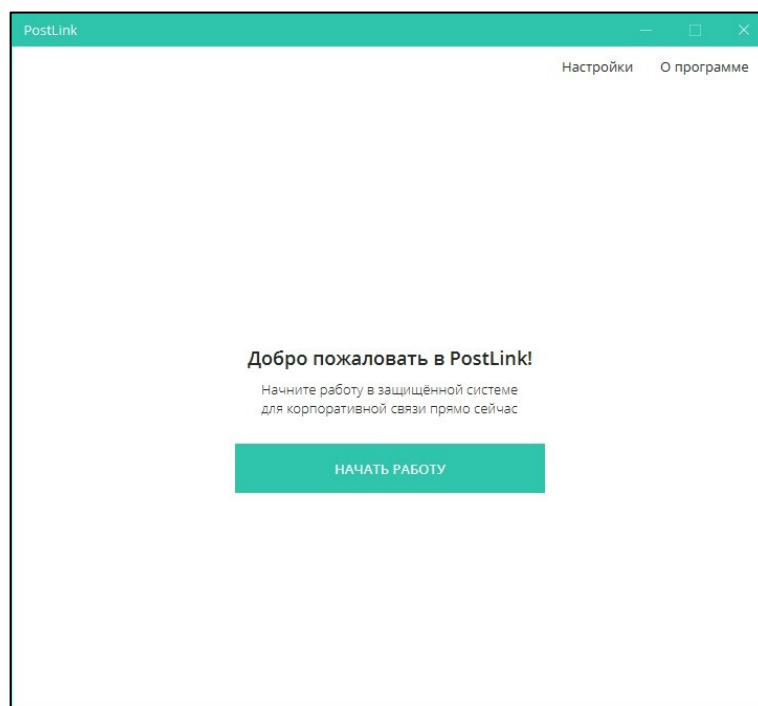 PostLink
Настройки О программе
Добро пожаловать в PostLink!
Начните работу в защищённой системе
для корпоративной связи прямо сейчас
НАЧАТЬ РАБОТУ